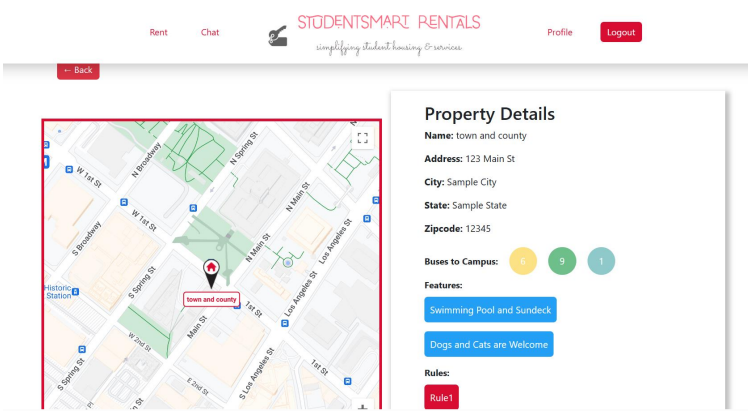 Rent
Chat
STUDENTSMART RENTALS
simplifying student housing & services
Profile
Logout
← Back
N Spring St
N Broadway
W 1st St
N Main St
W 1st St
S Broadway
N Main St
Los Angeles St
Historic
Station
S Spring St
town and county
1st St
Main St
S Los Angeles St
W 2nd St
1st St
S Spring St
E 2nd St
Pl
S Los Angeles St
Property Details
Name: town and county
Address: 123 Main St
City: Sample City
State: Sample State
Zipcode: 12345
Buses to Campus: 6 9 1
Features:
Swimming Pool and Sundeck
Dogs and Cats are Welcome
Rules:
Rule1